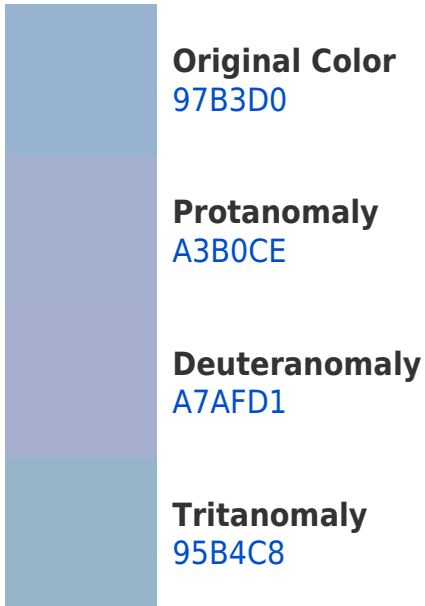 Original Color
97B3D0
Protanomaly
A3B0CE
Deuteranomaly
A7AFD1
Tritanomaly
95B4C8